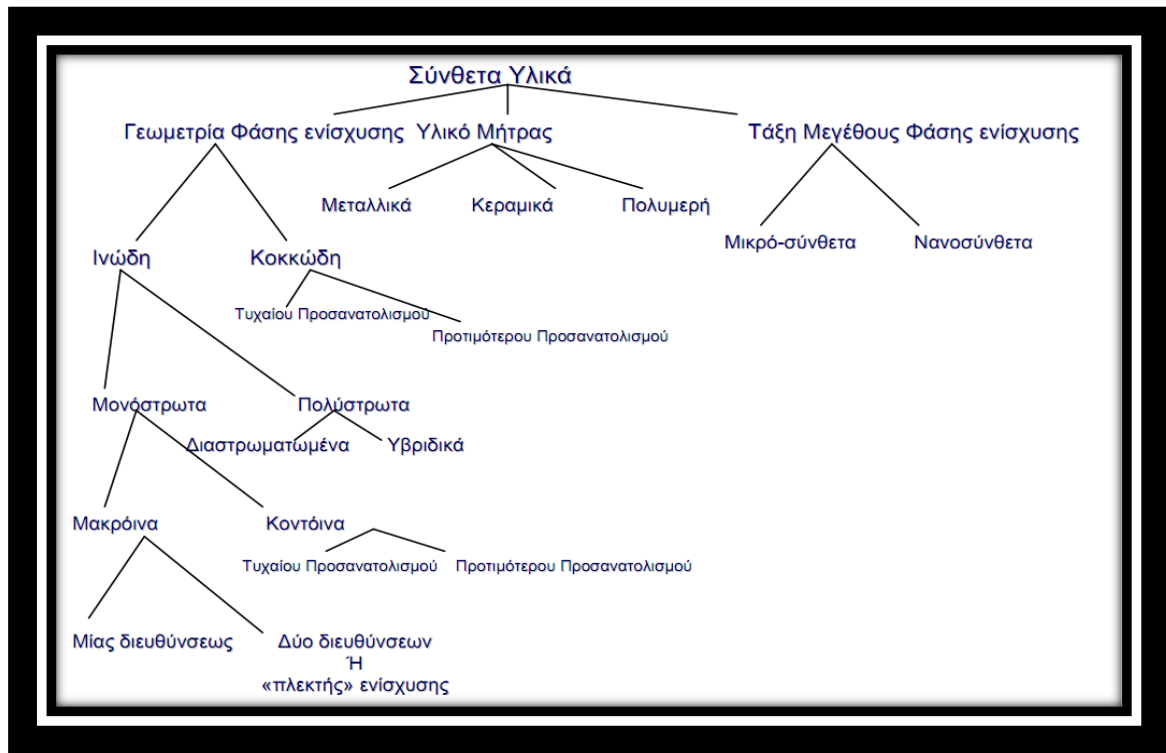 Σύνθετα Υλικά
Γεωμετρία Φάσης ενίσχυσης Υλικό Μήτρας Τάξη Μεγέθους Φάσης ενίσχυσης
Μεταλλικά Κεραμικά Πολυμερή
Μικρό-σύνθετα Νανοσύνθετα
Ινώδη Κοκκώδη
Τυχαίου Προσανατολισμού
Προτιμότερου Προσανατολισμού
Μονόστρωτα Πολύστρωτα
Διαστρωματωμένα Υβριδικά
Μακρόινα Κοντόινα
Τυχαίου Προσανατολισμού Προτιμότερου Προσανατολισμού
Μίας διευθύνσεως Δύο διευθύνσεων
Ή
«πλεκτής» ενίσχυσης